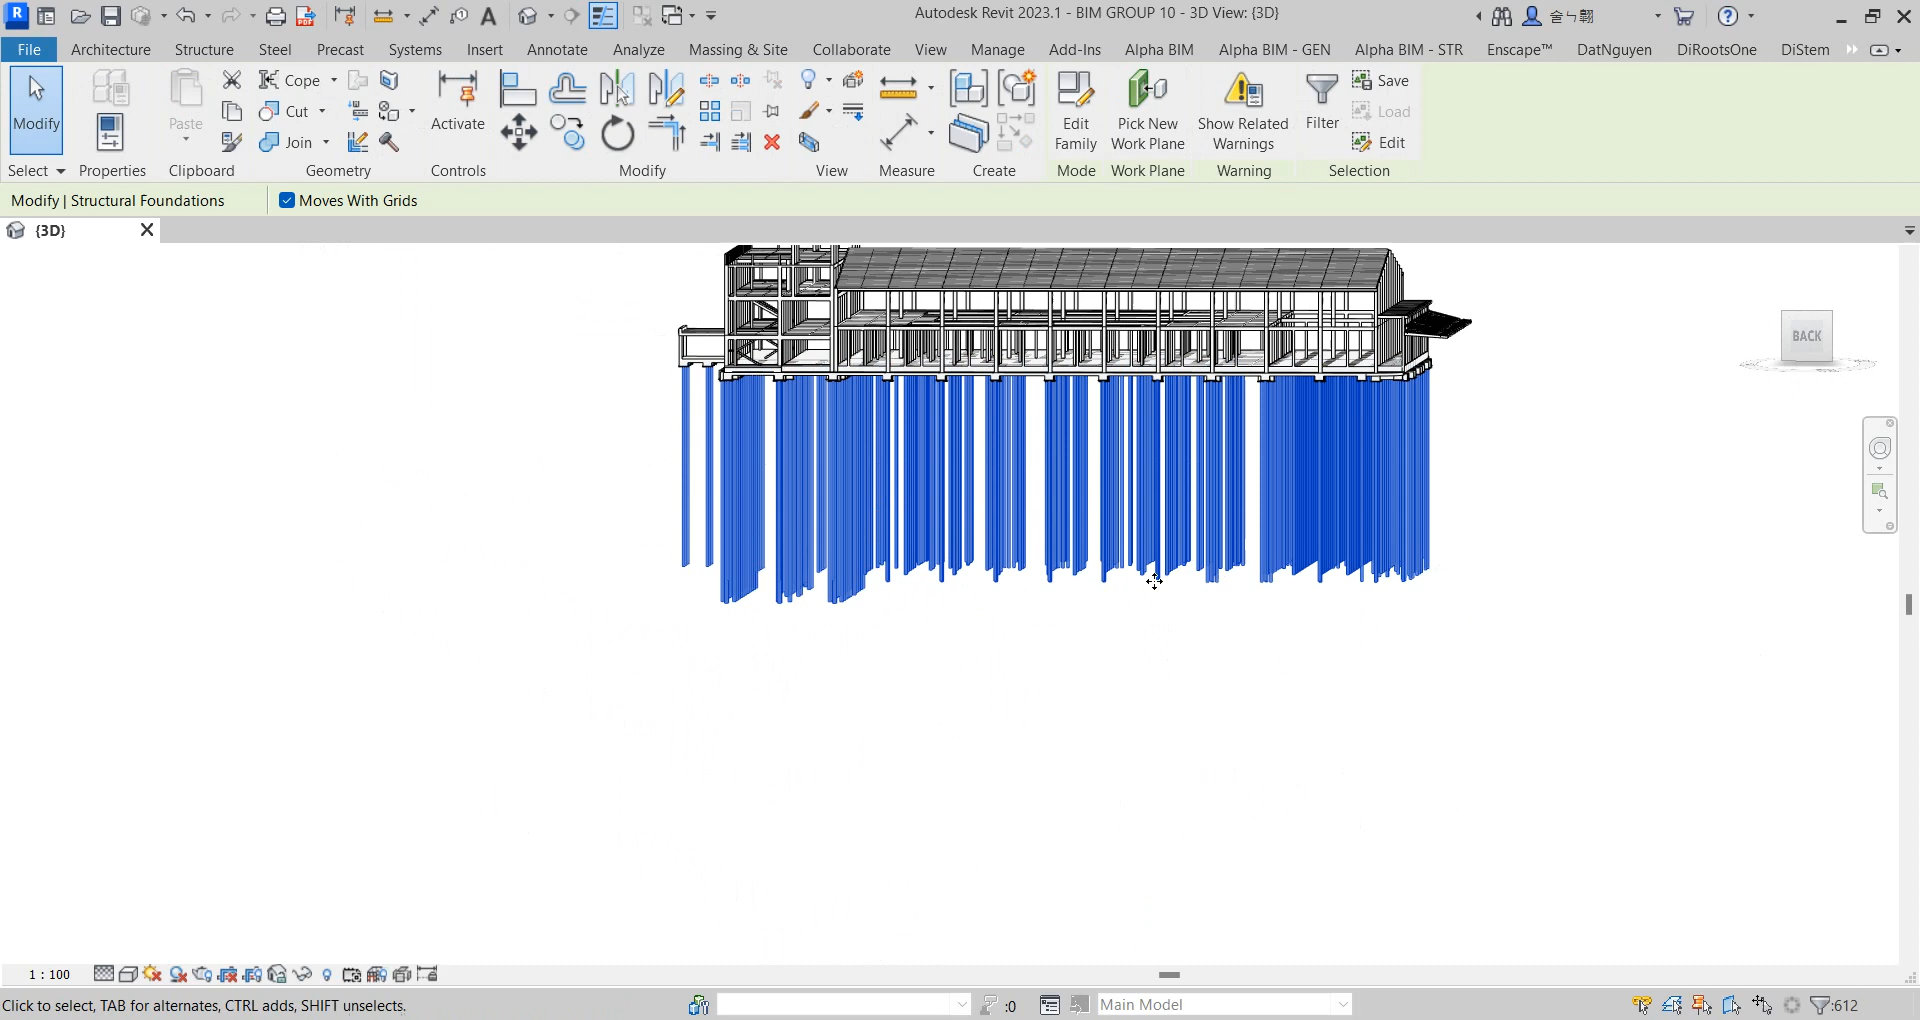 Autodesk Revit 2023.1 - BIM GROUP 10 - 3D View: {3D}
File Architecture Structure Steel Precast Systems Insert Annotate Analyze Massing & Site Collaborate View Manage Add-Ins Alpha BIM Alpha BIM - GEN Alpha BIM - STR Enscape™ DatNguyen DiRootsOne DiStem
Modify
Paste
Cope
Cut
Join
Activate
Edit Family
Pick New Work Plane
Show Related Warnings
Filter
Save
Load
Edit
Select Properties Clipboard Geometry Controls Modify View Measure Create Mode Work Plane Warning Selection
Modify | Structural Foundations Moves With Grids
{3D}
BACK
1 : 100
Click to select, TAB for alternates, CTRL adds, SHIFT unselects. :0 Main Model :612